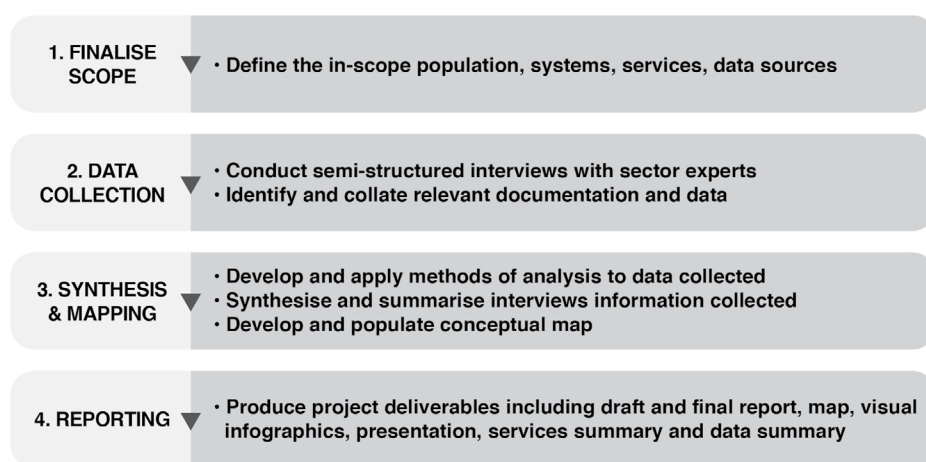 1. FINALISE
SCOPE
• Define the in-scope population, systems, services, data sources
2. DATA
COLLECTION
• Conduct semi-structured interviews with sector experts
• Identify and collate relevant documentation and data
3. SYNTHESIS
& MAPPING
• Develop and apply methods of analysis to data collected
• Synthesise and summarise interviews information collected
• Develop and populate conceptual map
4. REPORTING
• Produce project deliverables including draft and final report, map, visual
infographics, presentation, services summary and data summary